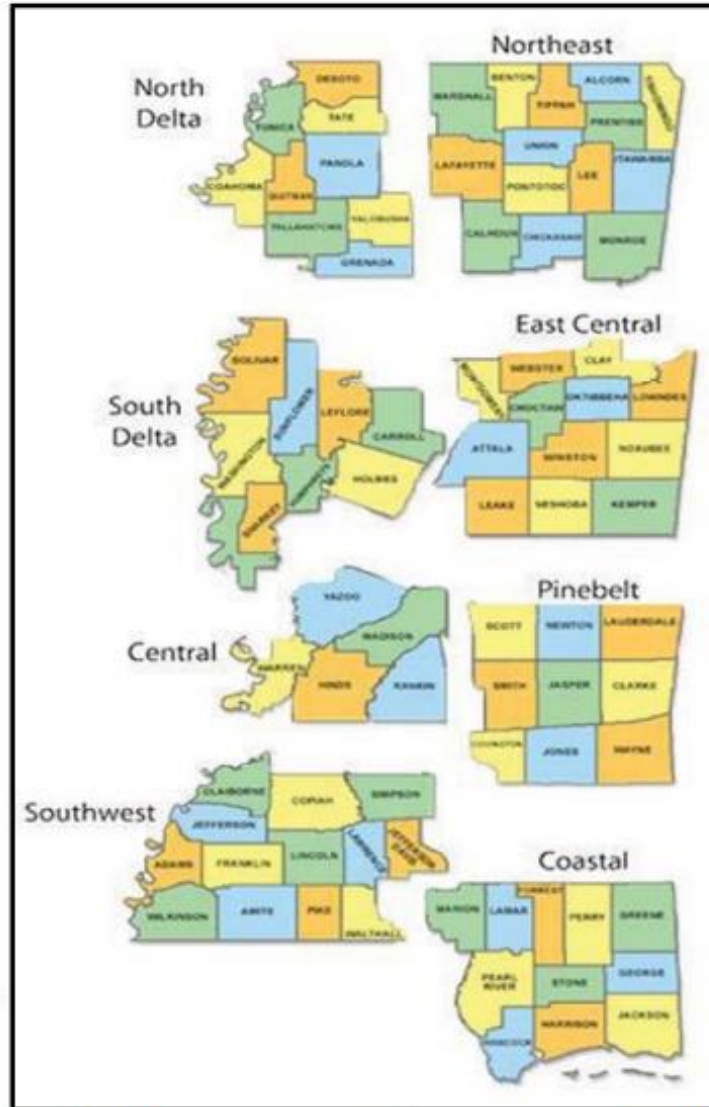 Northeast
North
Delta
DESOTO
TUNICA
TATE
PANOLA
COAHOMA
QUITMAN
TALLAHATCHIE
YALOBUSHA
GRENADA
BENTON
ALCORN
TISHOMINGO
MARSHALL
TIPPAH
PRENTISS
UNION
ITAWAMBA
LAFAYETTE
LEE
PONTOTOC
CALHOUN
CHICKASAW
MONROE
East Central
South
Delta
BOLIVAR
SUNFLOWER
LEFLORE
CARROLL
WASHINGTON
HUMPHREYS
HOLMES
SHARKEY
MONTGOMERY
WEBSTER
CLAY
CHOCTAW
OKTIBBEHA
LOWNDES
ATTALA
WINSTON
NOXUBEE
LEAKE
NESHOBA
KEMPER
Central
YAZOO
MADISON
WARREN
HINDS
RANKIN
Pinebelt
SCOTT
NEWTON
LAUDERDALE
SMITH
JASPER
CLARKE
COVINGTON
JONES
WAYNE
Southwest
CLAIBORNE
COPIAH
SIMPSON
JEFFERSON
ADAMS
FRANKLIN
LINCOLN
LAWRENCE
JEFFERSON
DAVIS
WILKINSON
AMITE
PIKE
WALTHALL
Coastal
MARION
LAMAR
FORREST
PERRY
GREENE
PEARL
RIVER
STONE
GEORGE
HANCOCK
HARRISON
JACKSON